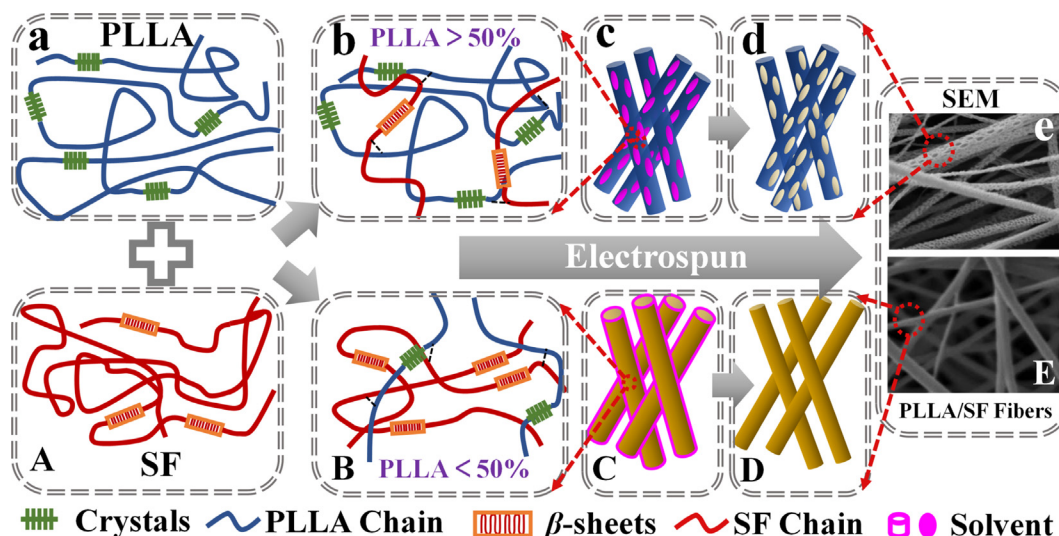 a
PLLA
b
PLLA > 50%
c
d
SEM
e
Electrospun
A
SF
B
PLLA < 50%
C
D
E
PLLA/SF Fibers
Crystals
PLLA Chain
β-sheets
SF Chain
Solvent